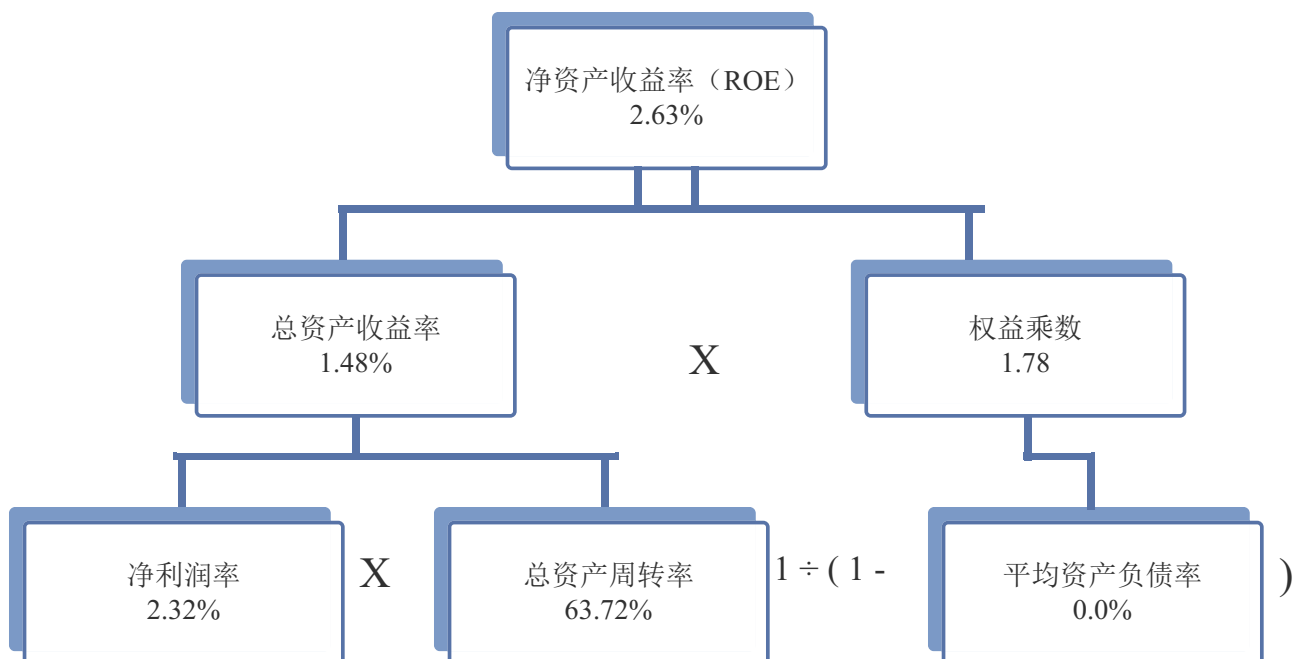 净资产收益率（ROE）
2.63%
总资产收益率
1.48%
X
权益乘数
1.78
净利润率
2.32%
X
总资产周转率
63.72%
1 ÷ ( 1 -
平均资产负债率
0.0%
)